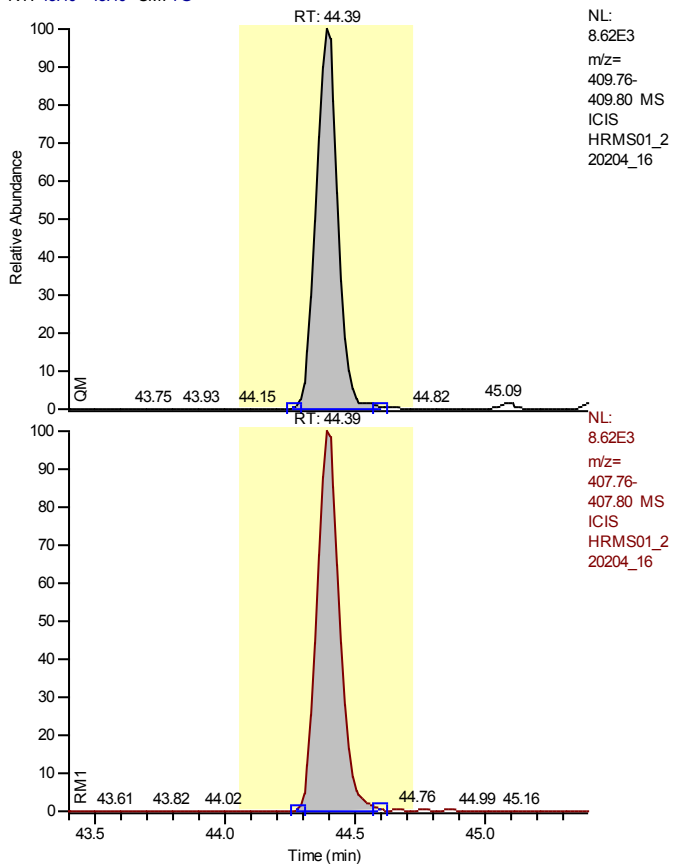 RT: 44.39
NL:
8.62E3
m/z=
409.76-
409.80 MS
ICIS
HRMS01_2
20204_16
100
90
80
70
60
50
40
30
20
10
0
Relative Abundance
QM
43.75 43.93 44.15 44.82 45.09
RT: 44.39
NL:
8.62E3
m/z=
407.76-
407.80 MS
ICIS
HRMS01_2
20204_16
100
90
80
70
60
50
40
30
20
10
0
RM1
43.61 43.82 44.02 44.76 44.99 45.16
43.5 44.0 44.5 45.0
Time (min)